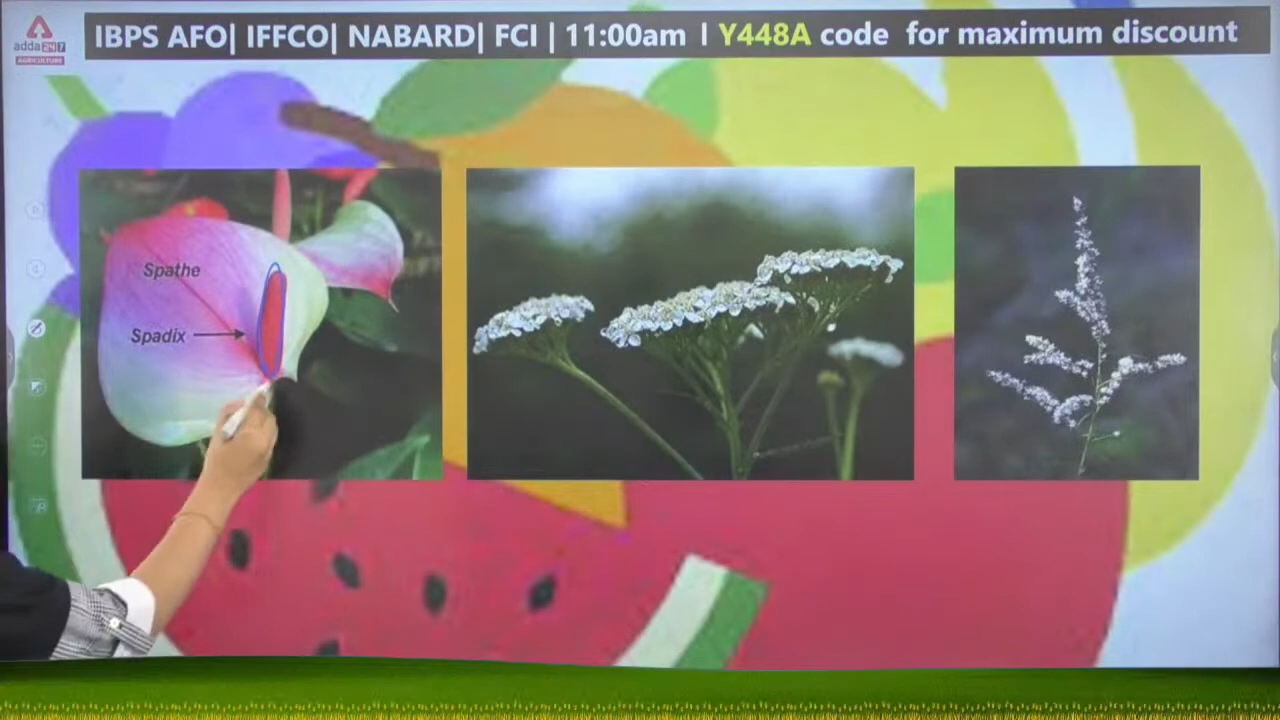 adda247
AGRICULTURE
IBPS AFO| IFFCO| NABARD| FCI | 11:00am I Y448A code for maximum discount
Spathe
Spadix